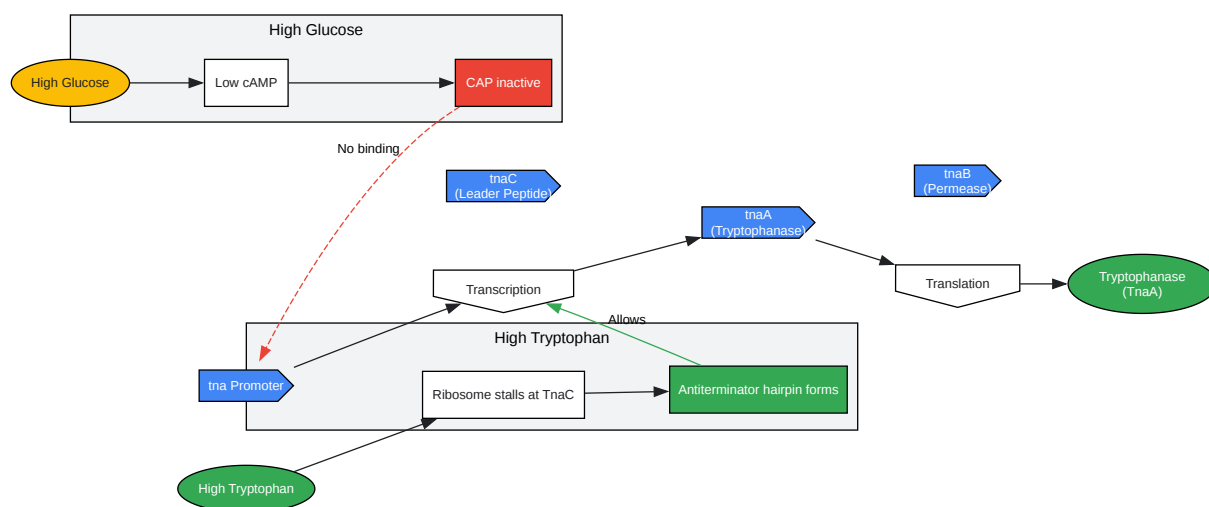 High Glucose
High Glucose
Low cAMP
CAP inactive
No binding
tnaC
(Leader Peptide)
tnaB
(Permease)
tnaA
(Tryptophanase)
Transcription
Translation
Tryptophanase
(TnaA)
Allows
High Tryptophan
tna Promoter
Ribosome stalls at TnaC
Antiterminator hairpin forms
High Tryptophan